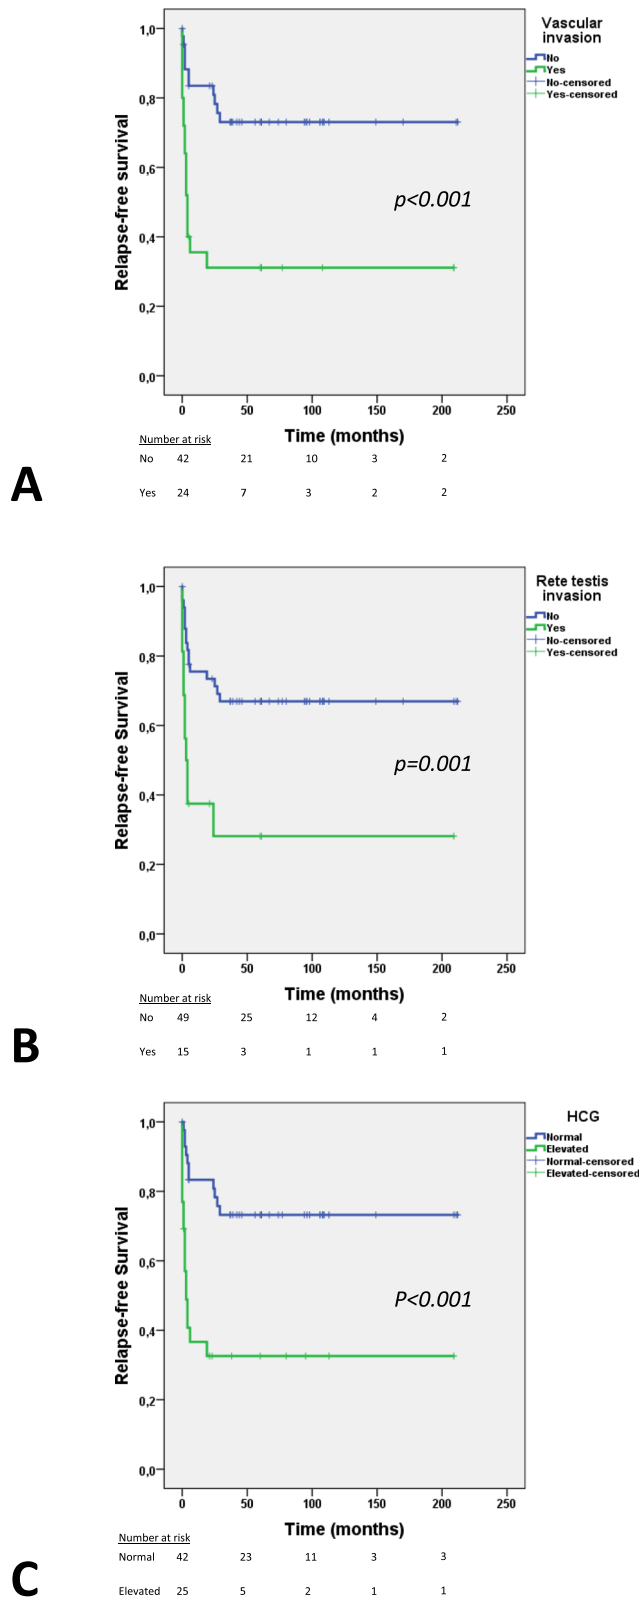 Vascular
invasion
No
Yes
No-censored
Yes-censored
1,0
0,8
0,6
0,4
0,2
0,0
Relapse-free survival
p<0.001
0 50 100 150 200 250
Time (months)
Number at risk
No 42 21 10 3 2
Yes 24 7 3 2 2
A
Rete testis
invasion
No
Yes
No-censored
Yes-censored
1,0
0,8
0,6
0,4
0,2
0,0
Relapse-free Survival
p=0.001
0 50 100 150 200 250
Time (months)
Number at risk
No 49 25 12 4 2
Yes 15 3 1 1 1
B
HCG
Normal
Elevated
Normal-censored
Elevated-censored
1,0
0,8
0,6
0,4
0,2
0,0
Relapse-free Survival
P<0.001
0 50 100 150 200 250
Time (months)
Number at risk
Normal 42 23 11 3 3
Elevated 25 5 2 1 1
C